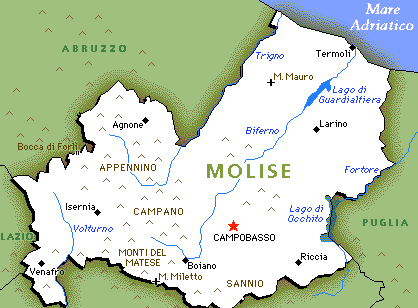 Mare
Adriatico
ABRUZZO
Termoli
Trigno
M. Mauro
Lago di
Guardialfiera
Agnone
Larino
Biferno
Bocca di Forlì
APPENNINO
MOLISE
Fortore
Isernia
CAMPANO
Lago di
Occhito
PUGLIA
Volturno
LAZIO
CAMPOBASSO
MONTI DEL
MATESE
Boiano
Riccia
Venafro
M. Miletto
SANNIO